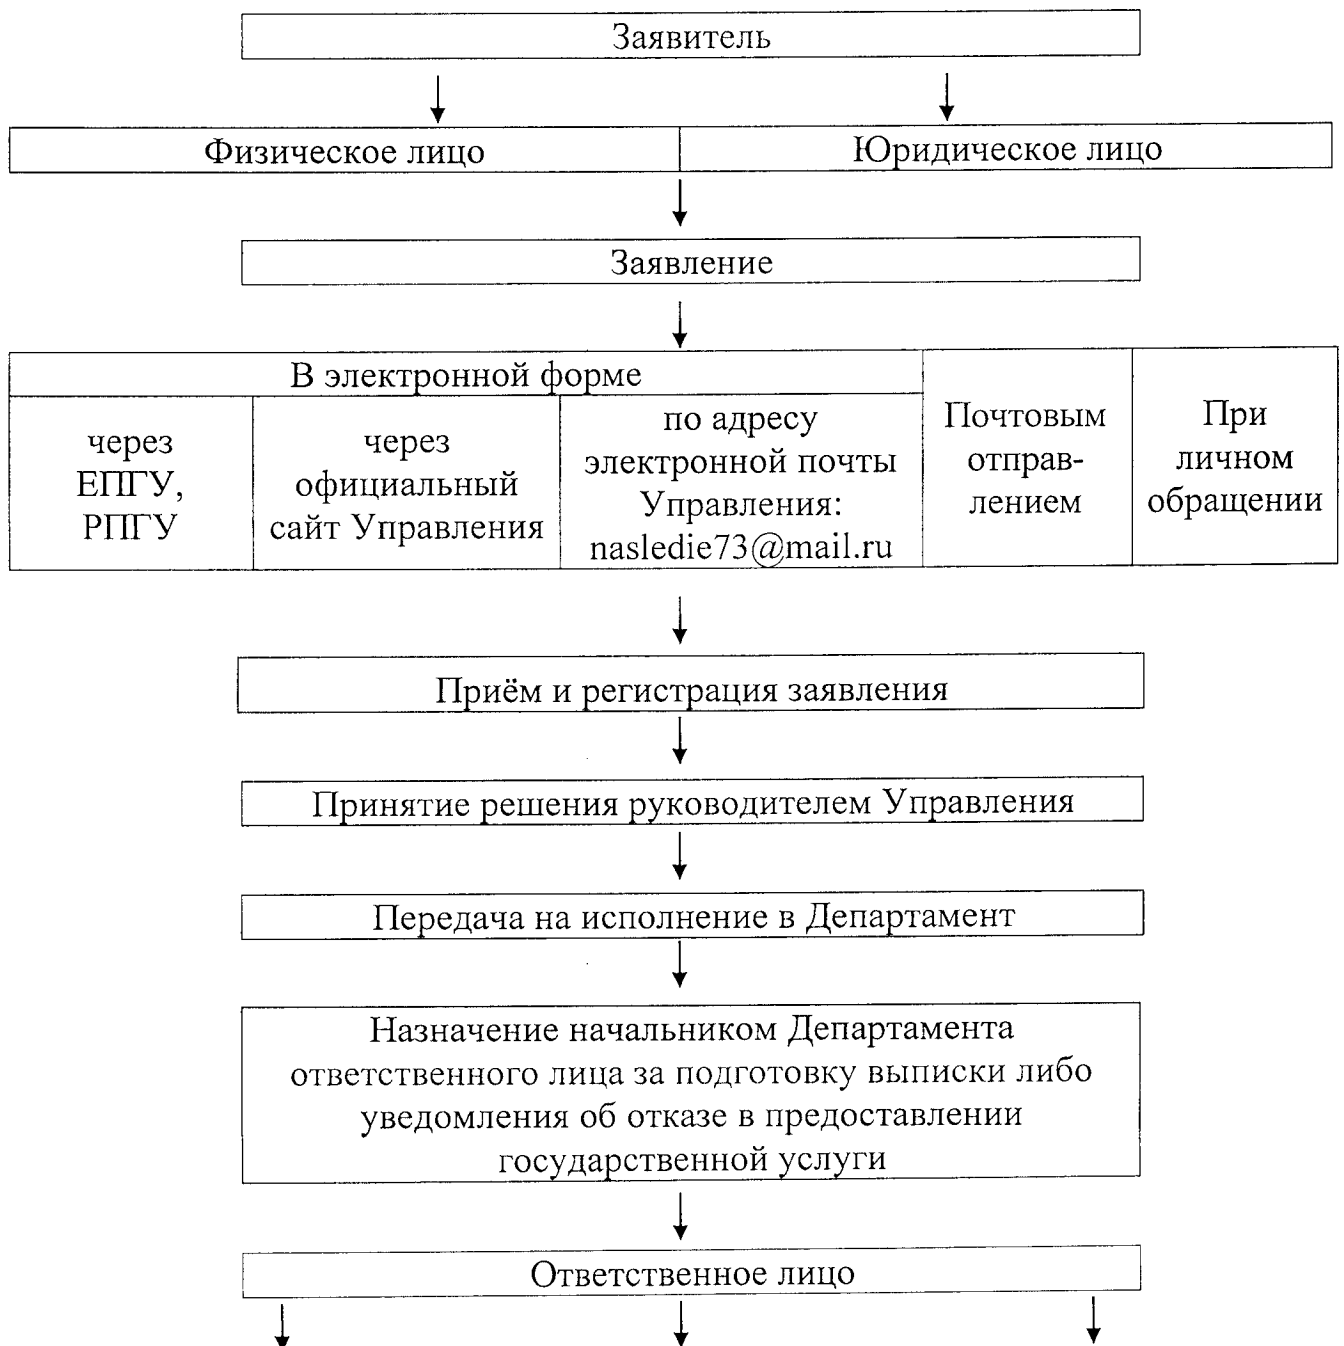 Заявитель
Физическое лицо
Юридическое лицо
Заявление
В электронной форме
через
ЕПГУ,
РПГУ
через
официальный
сайт Управления
по адресу
электронной почты
Управления:
nasledie73@mail.ru
Почтовым
отправ-
лением
При
личном
обращении
Приём и регистрация заявления
Принятие решения руководителем Управления
Передача на исполнение в Департамент
Назначение начальником Департамента
ответственного лица за подготовку выписки либо
уведомления об отказе в предоставлении
государственной услуги
Ответственное лицо